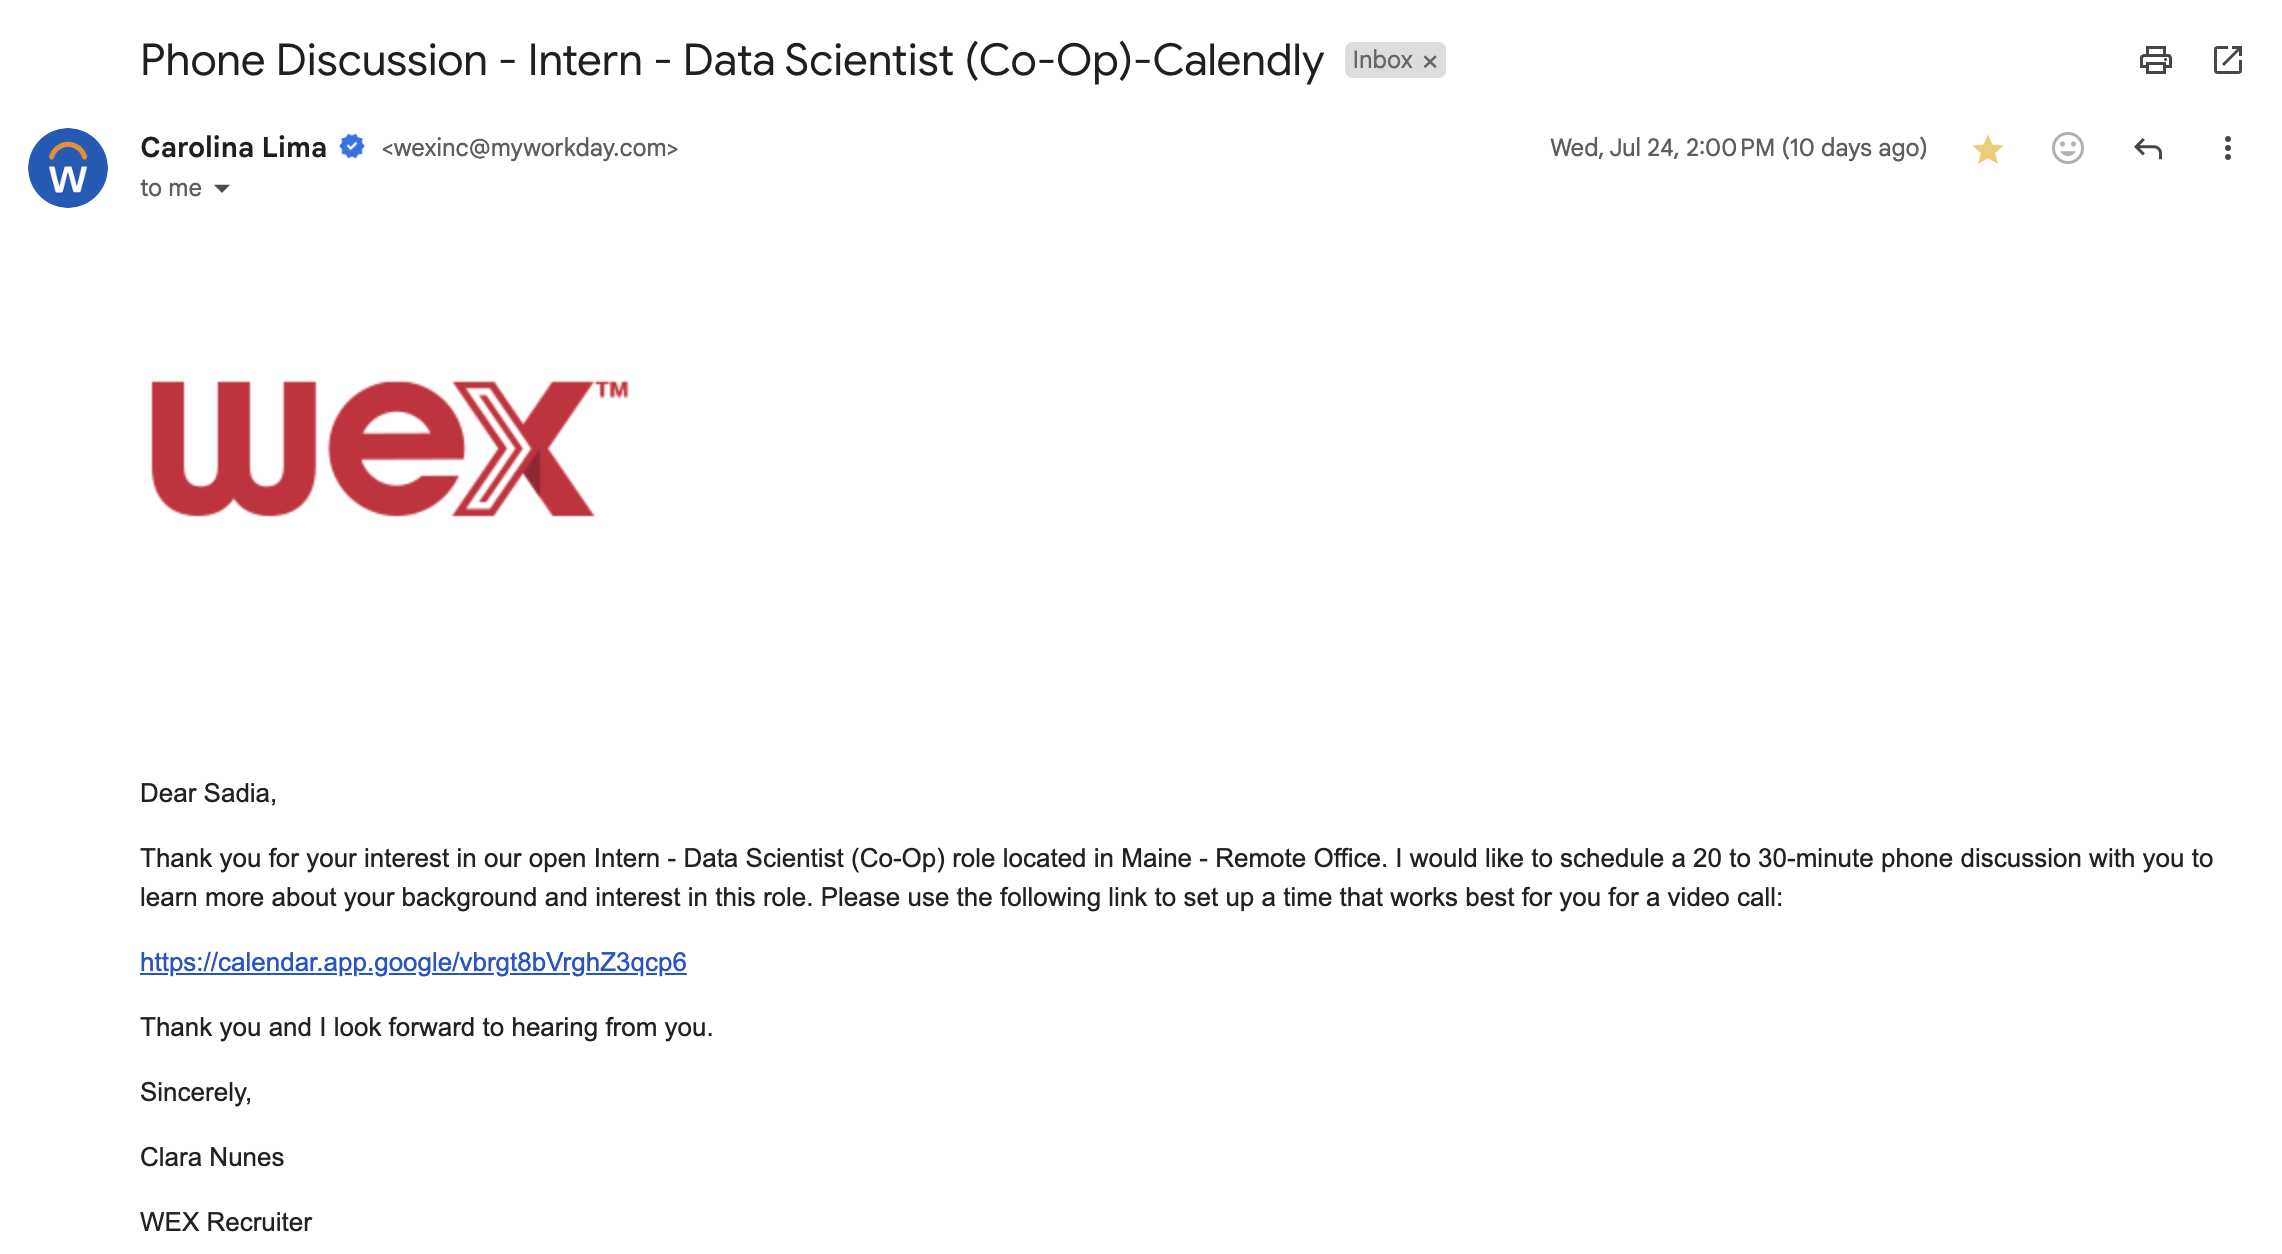 Phone Discussion - Intern - Data Scientist (Co-Op)-Calendly Inbox ×
Carolina Lima <wexinc@myworkday.com> Wed, Jul 24, 2:00 PM (10 days ago)
to me
W
wex™
Dear Sadia,
Thank you for your interest in our open Intern - Data Scientist (Co-Op) role located in Maine - Remote Office. I would like to schedule a 20 to 30-minute phone discussion with you to
learn more about your background and interest in this role. Please use the following link to set up a time that works best for you for a video call:
https://calendar.app.google/vbrgt8bVrghZ3qcp6
Thank you and I look forward to hearing from you.
Sincerely,
Clara Nunes
WEX Recruiter